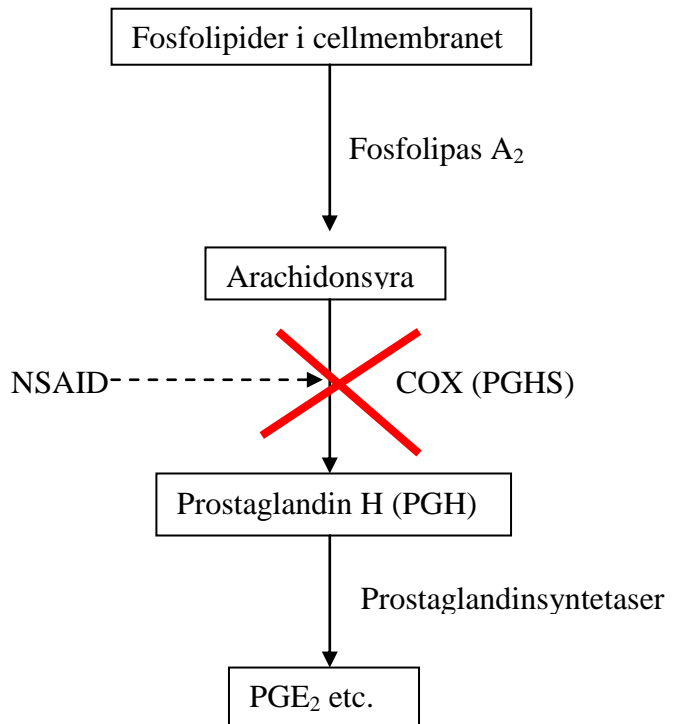 Fosfolipider i cellmembranet
Fosfolipas A₂
Arachidonsyra
NSAID
COX (PGHS)
Prostaglandin H (PGH)
Prostaglandinsyntetaser
PGE₂ etc.